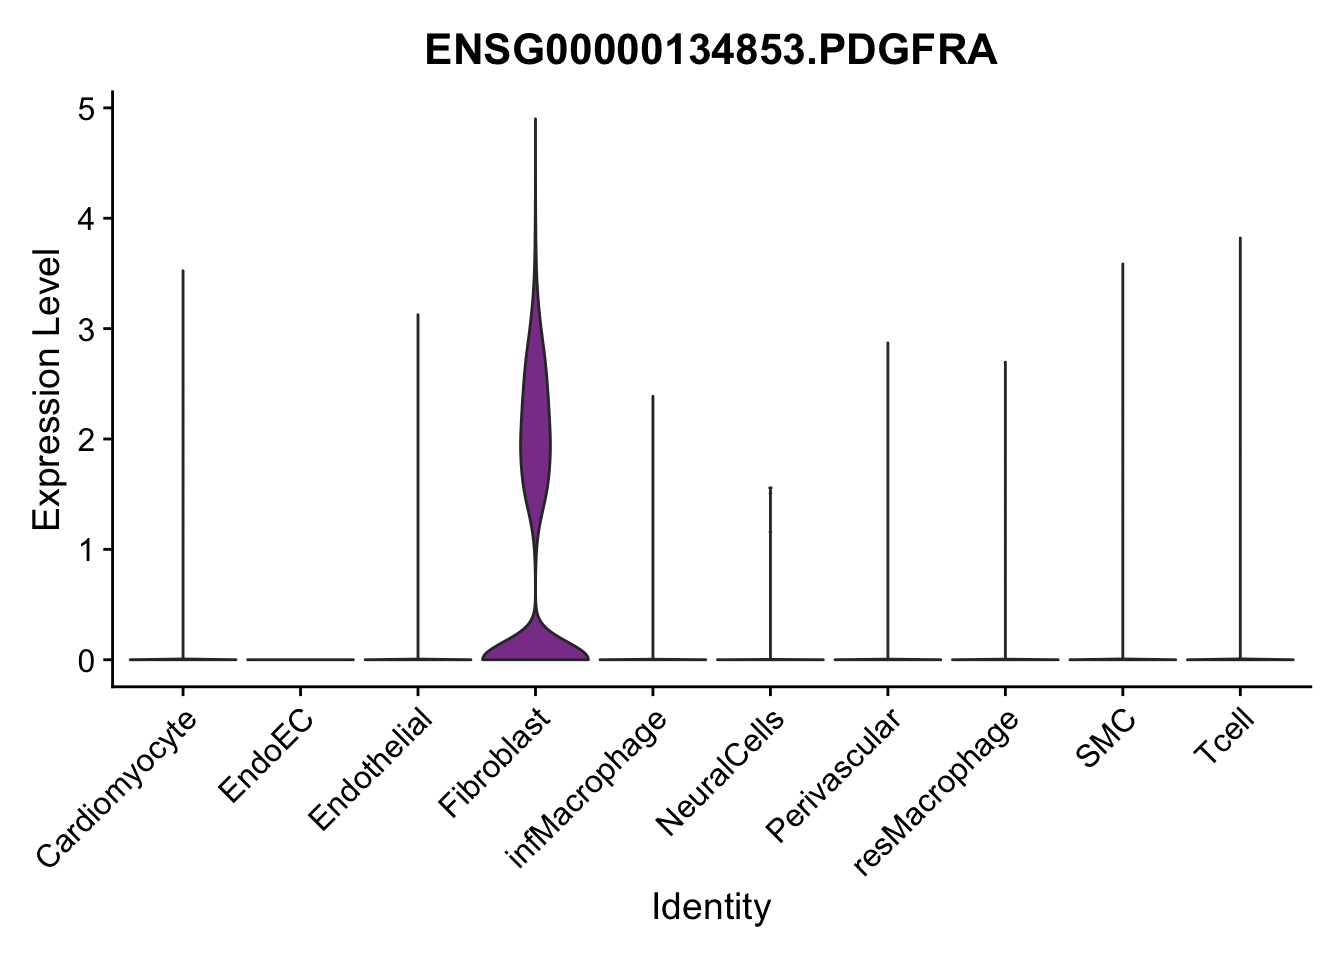 ENSG00000134853.PDGFRA
Expression Level
5
4
3
2
1
0
Cardiomyocyte
EndoEC
Endothelial
Fibroblast
infMacrophage
NeuralCells
Perivascular
resMacrophage
SMC
Tcell
Identity